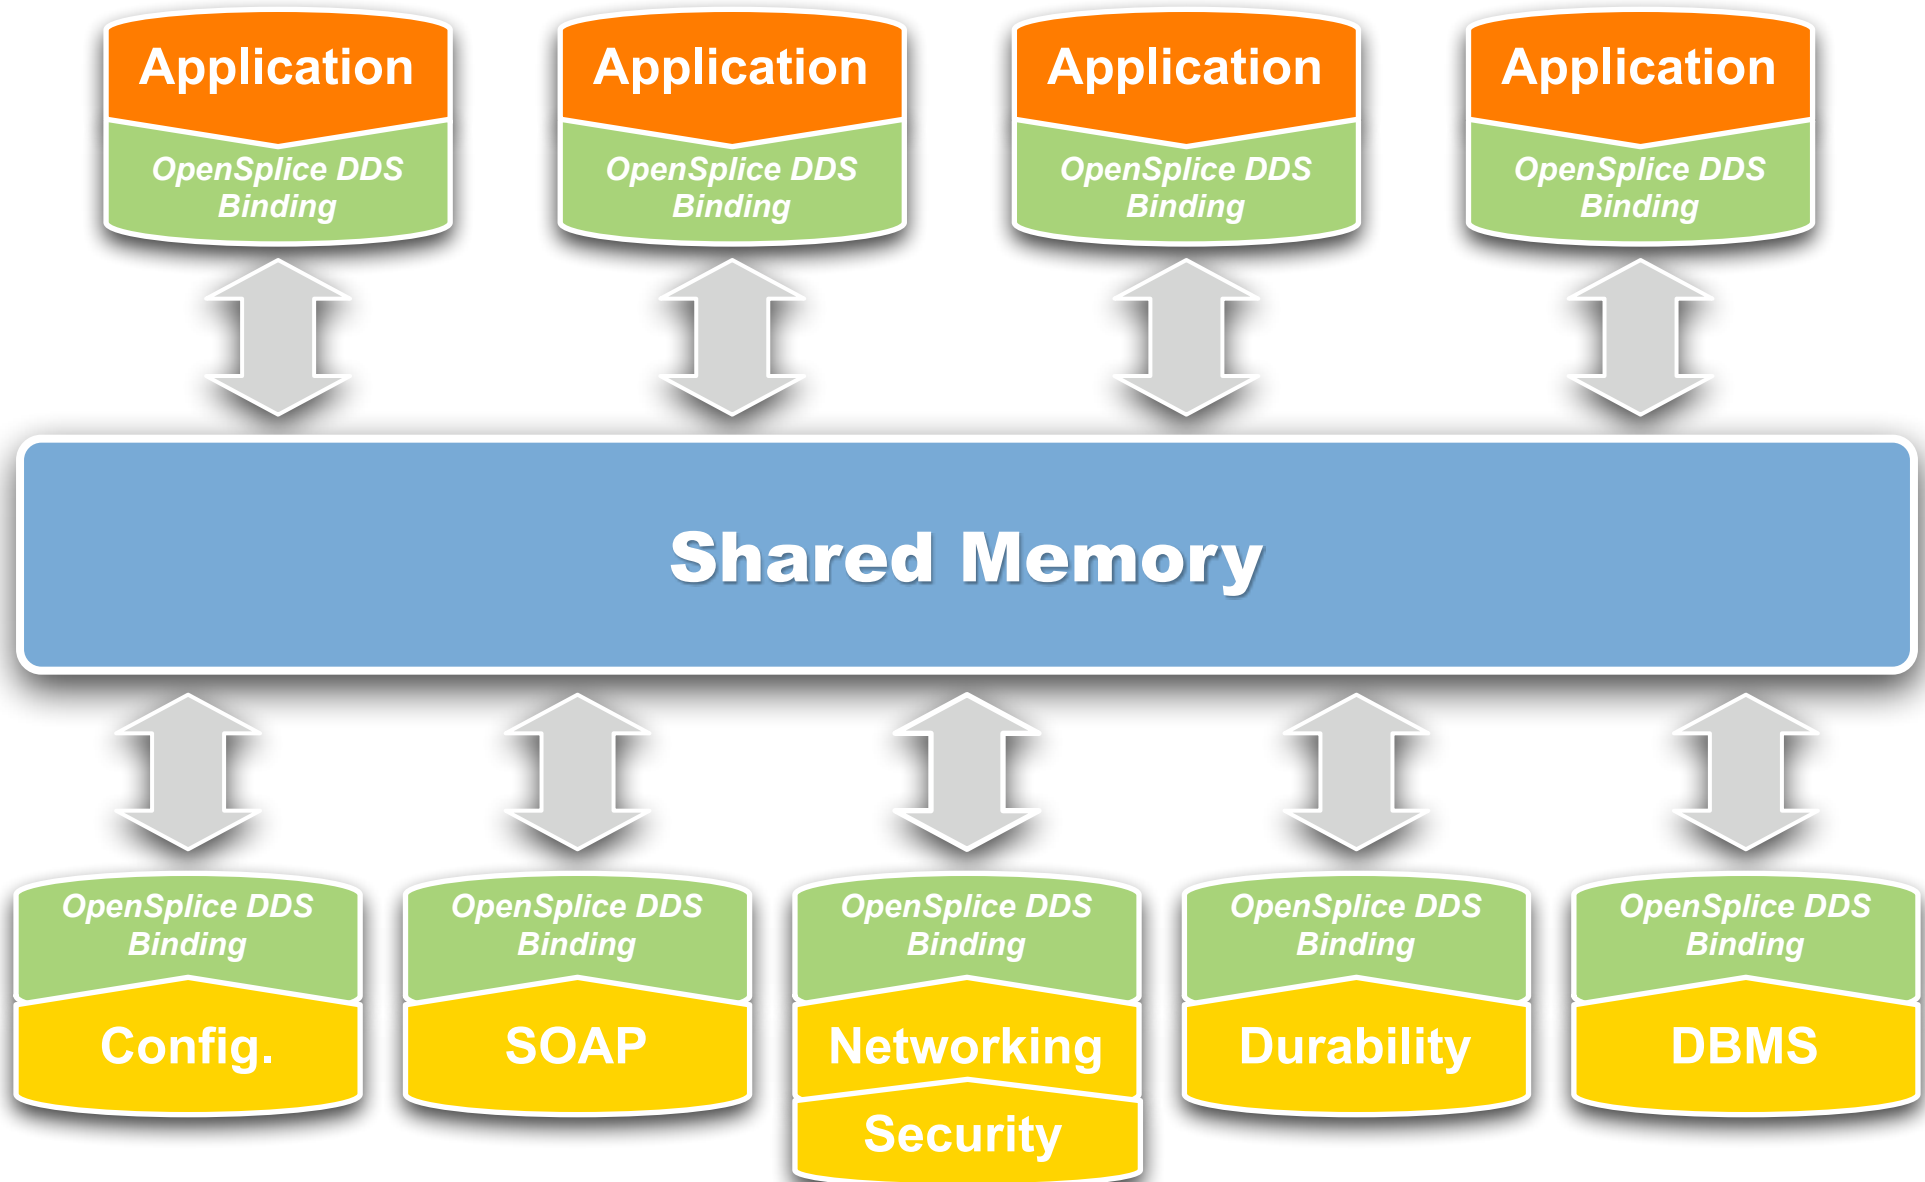 Application
OpenSplice DDS
Binding
Application
OpenSplice DDS
Binding
Application
OpenSplice DDS
Binding
Application
OpenSplice DDS
Binding
Shared Memory
OpenSplice DDS
Binding
Config.
OpenSplice DDS
Binding
SOAP
OpenSplice DDS
Binding
Networking
Security
OpenSplice DDS
Binding
Durability
OpenSplice DDS
Binding
DBMS